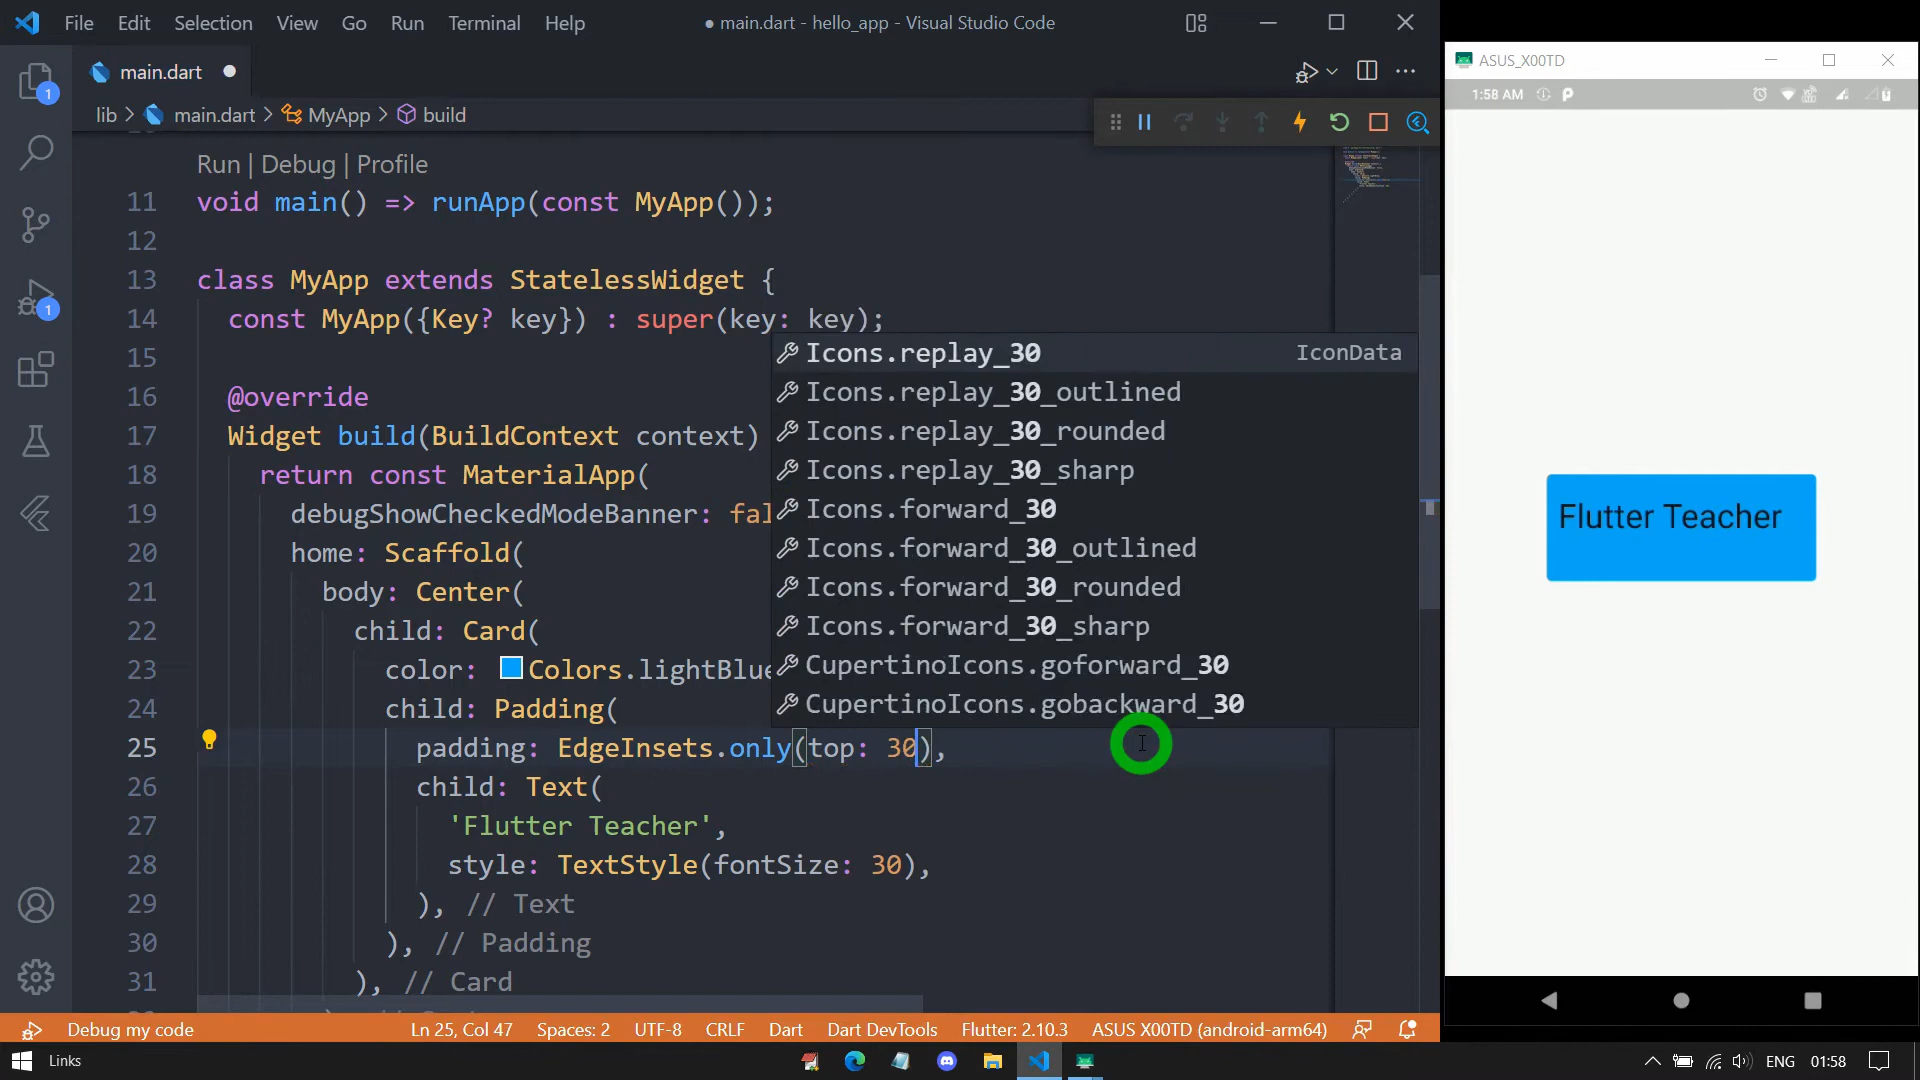 File Edit Selection View Go Run Terminal Help
● main.dart - hello_app - Visual Studio Code
ASUS_X00TD
main.dart
1:58 AM
1
lib > main.dart > MyApp > build
Run | Debug | Profile
11 void main() => runApp(const MyApp());
12
13 class MyApp extends StatelessWidget {
1
14 const MyApp({Key? key}) : super(key: key);
15
Icons.replay_30 IconData
16 @override
Icons.replay_30_outlined
17 Widget build(BuildContext context)
Icons.replay_30_rounded
18 return const MaterialApp(
Icons.replay_30_sharp
19 debugShowCheckedModeBanner: fal
Icons.forward_30
20 home: Scaffold(
Icons.forward_30_outlined
21 body: Center(
Icons.forward_30_rounded
22 child: Card(
Icons.forward_30_sharp
23 color: Colors.lightBlue
CupertinoIcons.goforward_30
24 child: Padding(
CupertinoIcons.gobackward_30
25 padding: EdgeInsets.only(top: 30),
26 child: Text(
27 'Flutter Teacher',
28 style: TextStyle(fontSize: 30),
29 ), // Text
30 ), // Padding
31 ), // Card
Flutter Teacher
Debug my code Ln 25, Col 47 Spaces: 2 UTF-8 CRLF Dart Dart DevTools Flutter: 2.10.3 ASUS X00TD (android-arm64)
Links ENG 01:58